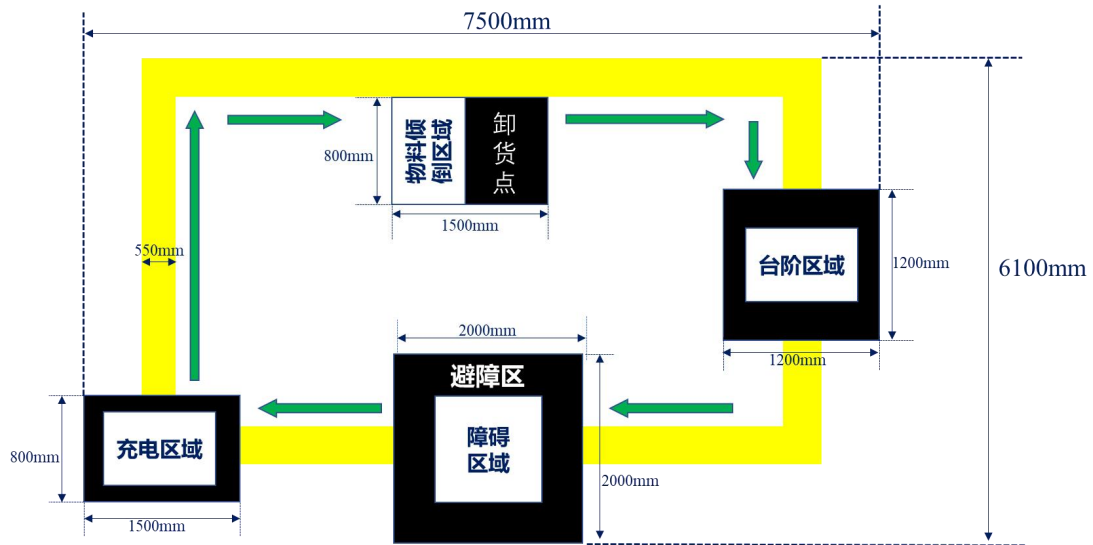 7500mm
物料倾
倒区域
卸
货
点
800mm
1500mm
550mm
台阶区域
1200mm
6100mm
1200mm
2000mm
避障区
障碍
区域
2000mm
充电区域
800mm
1500mm